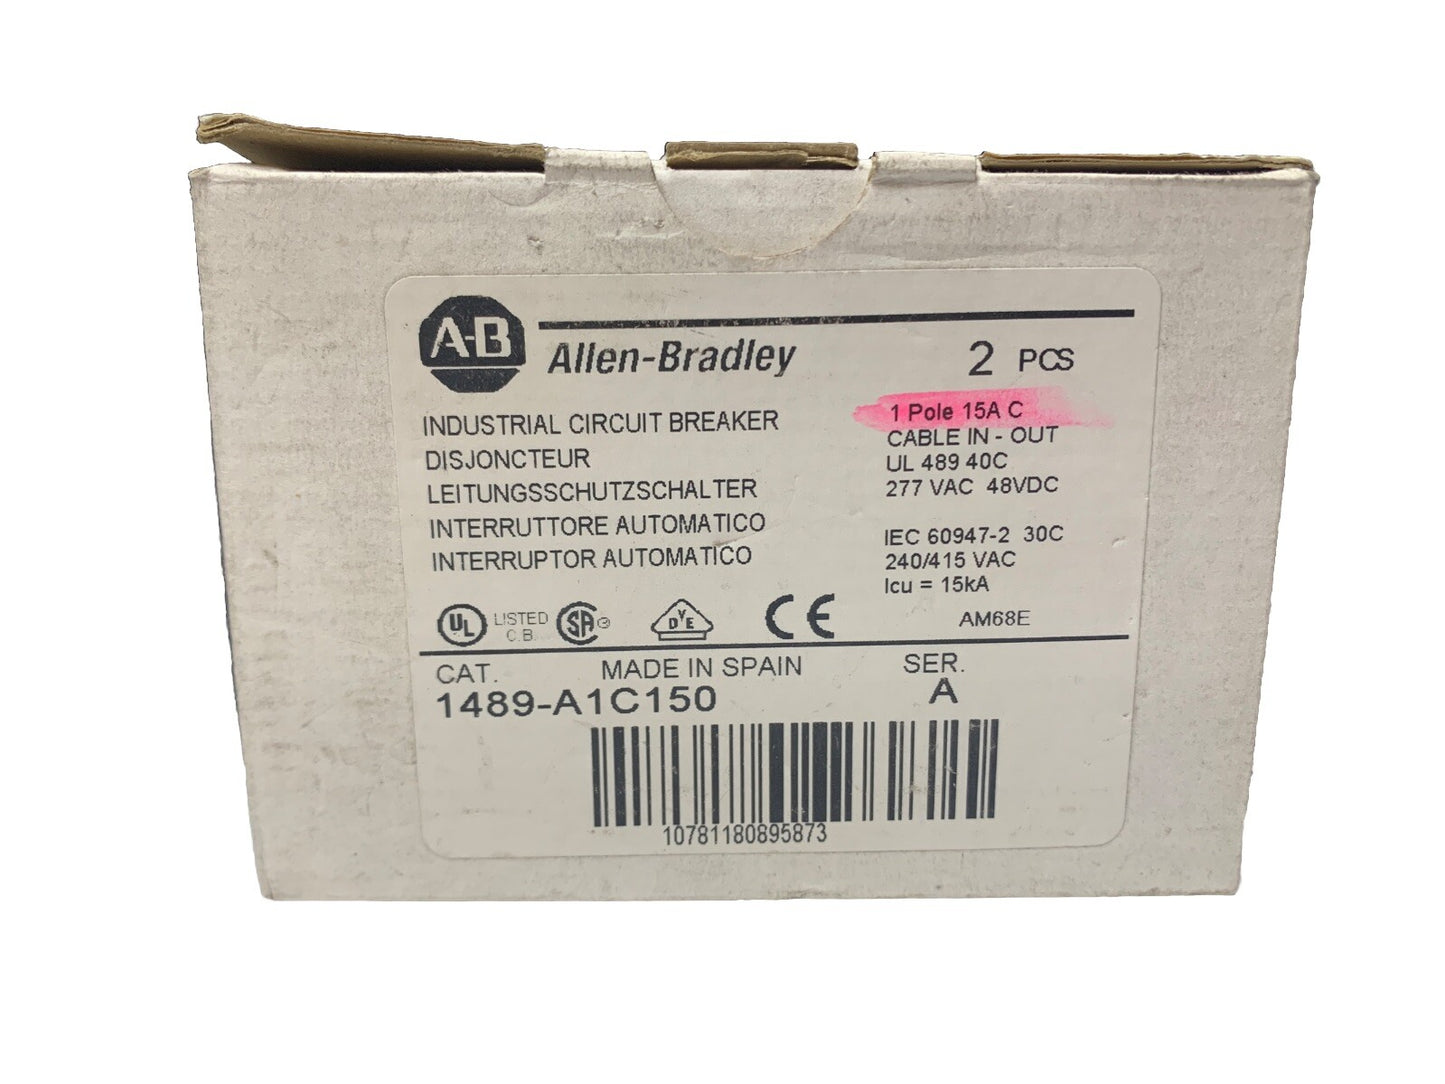 A-B Allen-Bradley 2 PCS
INDUSTRIAL CIRCUIT BREAKER
DISJONCTEUR
LEITUNGSSCHUTZSCHALTER
INTERRUTTORE AUTOMATICO
INTERRUPTOR AUTOMATICO
1 Pole 15A C
CABLE IN - OUT
UL 489 40C
277 VAC 48VDC
IEC 60947-2 30C
240/415 VAC
Icu = 15kA
AM68E
UL LISTED C.B. SA DVE CE
CAT. MADE IN SPAIN SER.
1489-A1C150 A
10781180895873